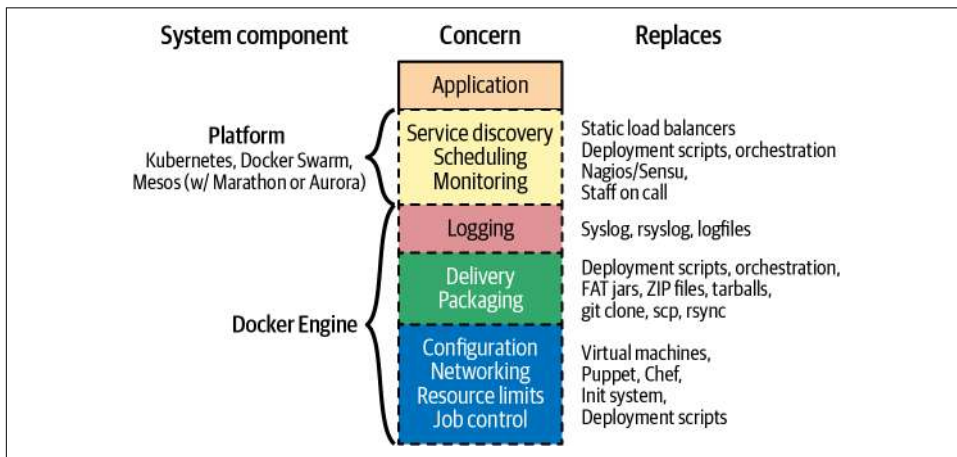 System component
Concern
Replaces
Application
Platform
Kubernetes, Docker Swarm,
Mesos (w/ Marathon or Aurora)
Service discovery
Scheduling
Monitoring
Static load balancers
Deployment scripts, orchestration
Nagios/Sensu,
Staff on call
Logging
Syslog, rsyslog, logfiles
Docker Engine
Delivery
Packaging
Deployment scripts, orchestration,
FAT jars, ZIP files, tarballs,
git clone, scp, rsync
Configuration
Networking
Resource limits
Job control
Virtual machines,
Puppet, Chef,
Init system,
Deployment scripts